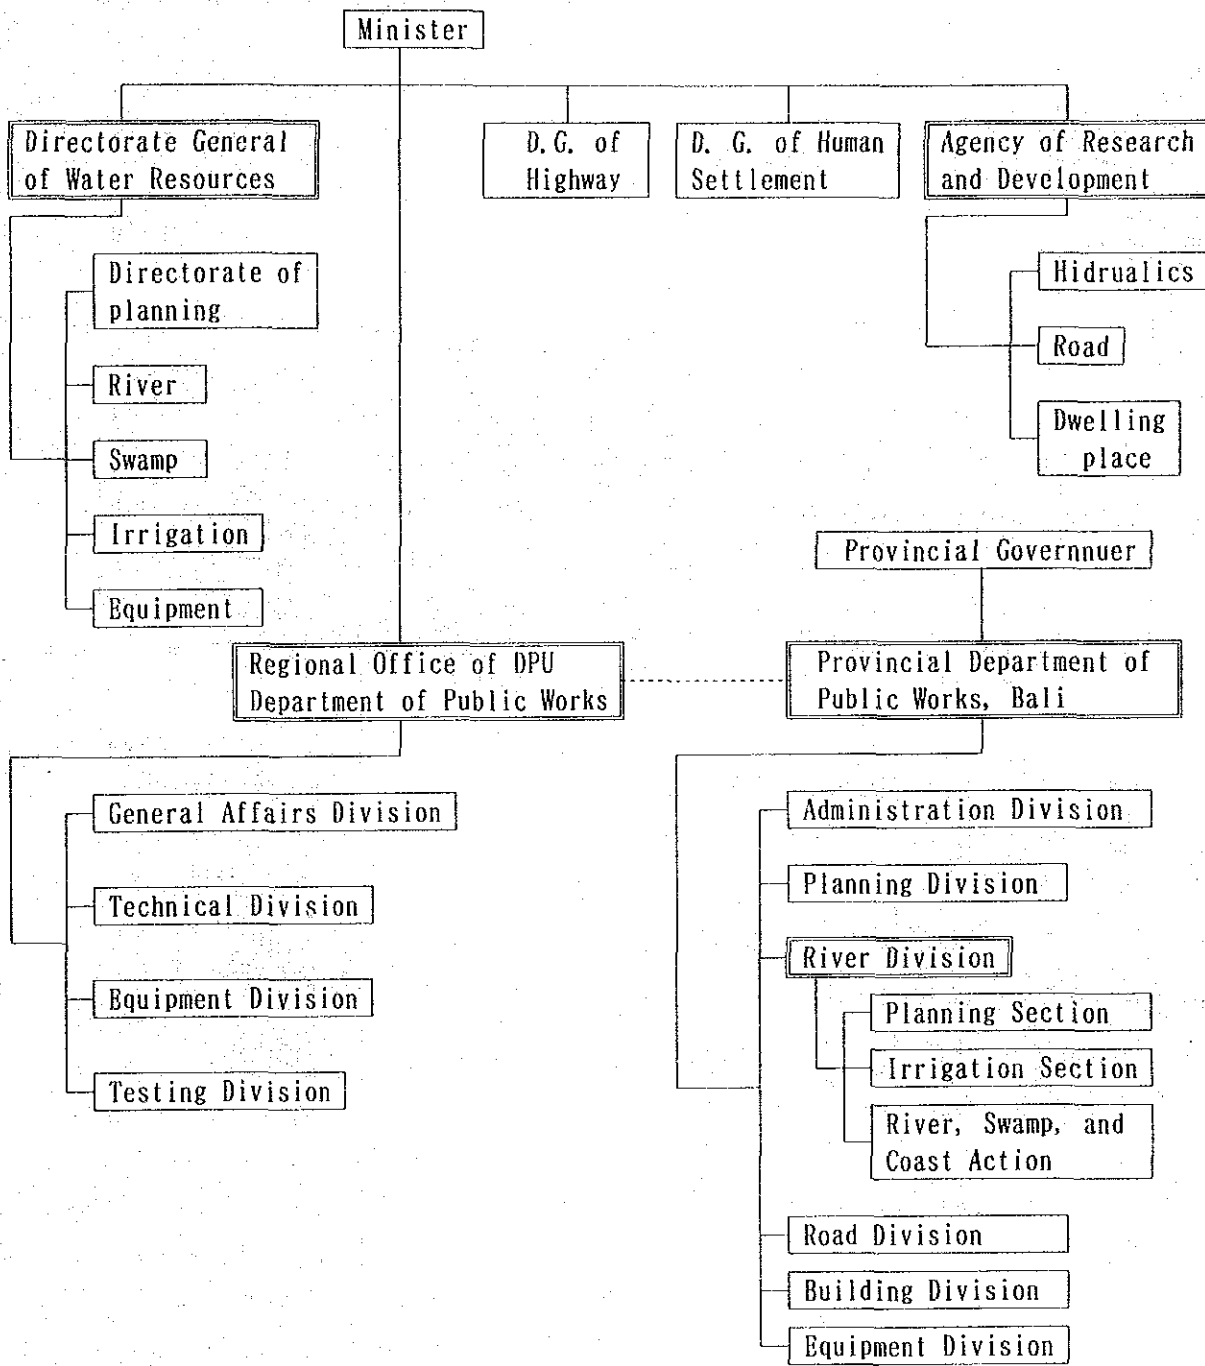 Minister
Directorate General
of Water Resources
D.G. of
Highway
D. G. of Human
Settlement
Agency of Research
and Development
Directorate of
planning
River
Swamp
Irrigation
Equipment
Hidrualics
Road
Dwelling
place
Provincial Governnuer
Regional Office of DPU
Department of Public Works
Provincial Department of
Public Works, Bali
General Affairs Division
Technical Division
Equipment Division
Testing Division
Administration Division
Planning Division
River Division
Planning Section
Irrigation Section
River, Swamp, and
Coast Action
Road Division
Building Division
Equipment Division